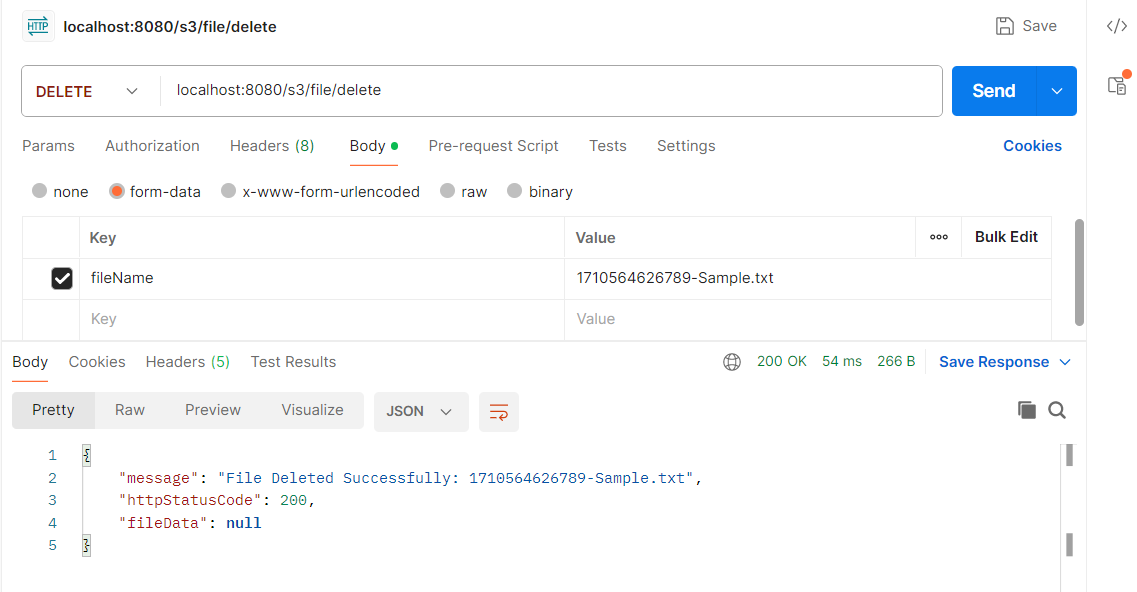 HTTP localhost:8080/s3/file/delete Save </>
DELETE localhost:8080/s3/file/delete Send
Params Authorization Headers (8) Body Pre-request Script Tests Settings Cookies
none form-data x-www-form-urlencoded raw binary
Key Value Bulk Edit
fileName 1710564626789-Sample.txt
Key Value
Body Cookies Headers (5) Test Results 200 OK 54 ms 266 B Save Response
Pretty Raw Preview Visualize JSON
1 {
2 "message": "File Deleted Successfully: 1710564626789-Sample.txt",
3 "httpStatusCode": 200,
4 "fileData": null
5 }